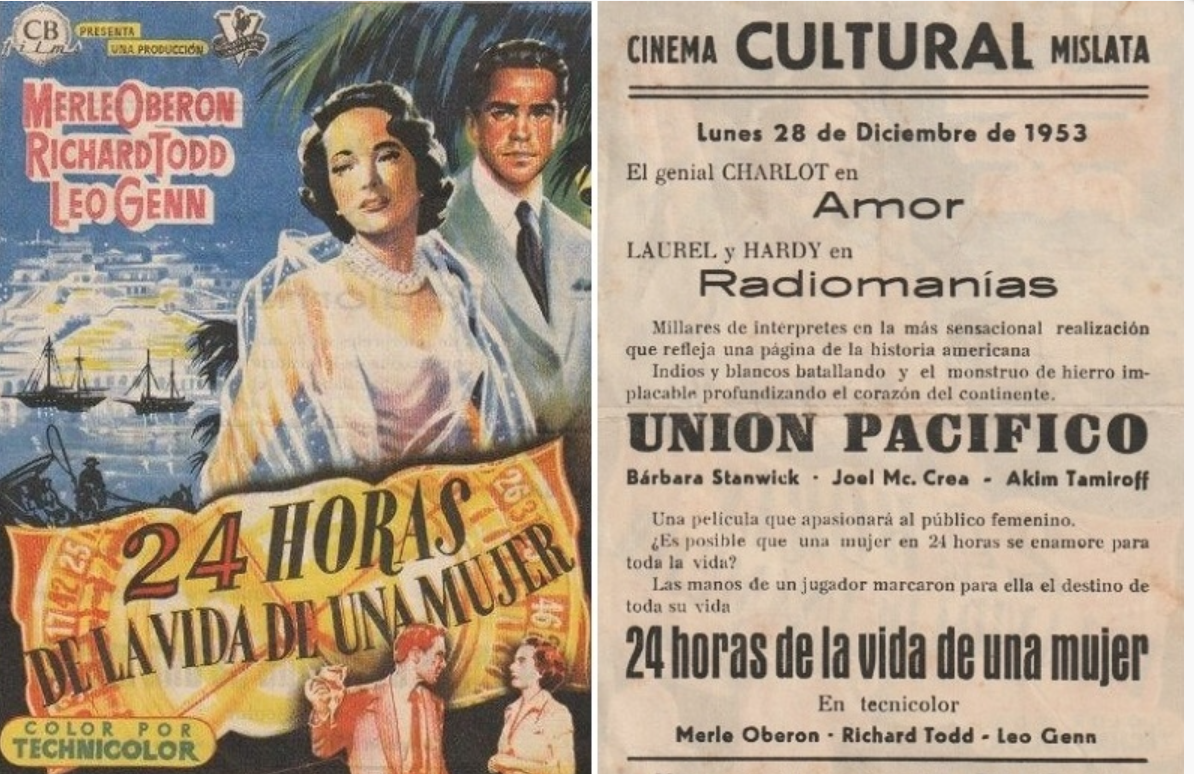 CB
films
PRESENTA
UNA PRODUCCIÓN
MERLE OBERON
RICHARD TODD
LEO GENN
24 HORAS
DE LA VIDA DE UNA MUJER
COLOR POR
TECHNICOLOR
CINEMA CULTURAL MISLATA
Lunes 28 de Diciembre de 1953
El genial CHARLOT en
Amor
LAUREL y HARDY en
Radiomanías
Millares de intérpretes en la más sensacional realización
que refleja una página de la historia americana
Indios y blancos batallando y el monstruo de hierro im-
placable profundizando el corazón del coatinente.
UNION PACIFICO
Bárbara Stanwick · Joel Mc. Crea - Akim Tamiroff
Una película que apasionará al público femenino.
¿Es posible que una mujer en 24 horas se enamore para
toda la vida?
Las manos de un jugador marcaron para ella el destino de
toda su vida
24 horas de la vida de una mujer
En tecnicolor
Merle Oberon · Richard Todd - Leo Genn